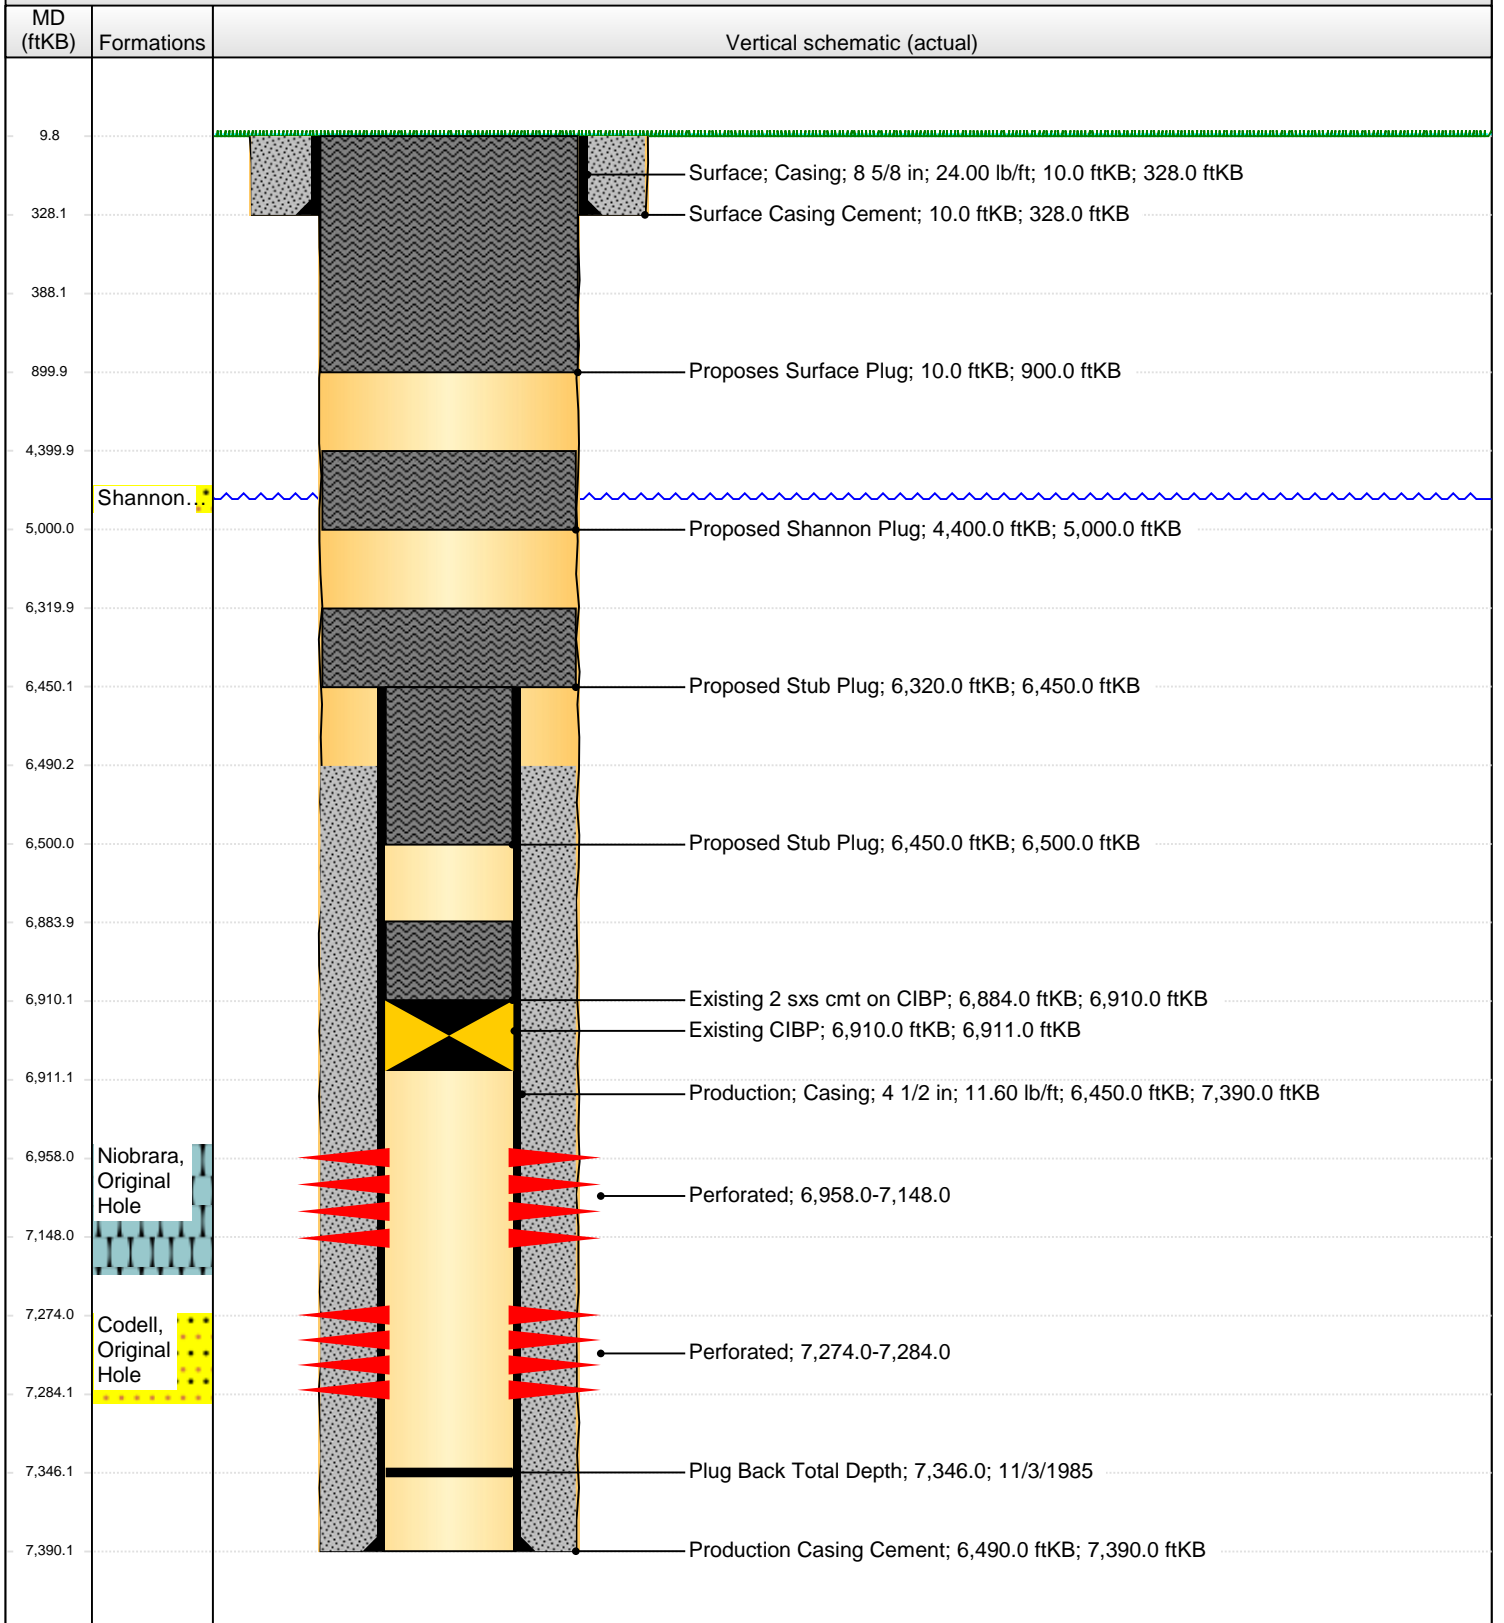 MD
(ftKB)
Formations
Vertical schematic (actual)
9.8
Surface; Casing; 8 5/8 in; 24.00 lb/ft; 10.0 ftKB; 328.0 ftKB
328.1
Surface Casing Cement; 10.0 ftKB; 328.0 ftKB
388.1
899.9
Proposes Surface Plug; 10.0 ftKB; 900.0 ftKB
4,399.9
Shannon...
5,000.0
Proposed Shannon Plug; 4,400.0 ftKB; 5,000.0 ftKB
6,319.9
6,450.1
Proposed Stub Plug; 6,320.0 ftKB; 6,450.0 ftKB
6,490.2
6,500.0
Proposed Stub Plug; 6,450.0 ftKB; 6,500.0 ftKB
6,883.9
6,910.1
Existing 2 sxs cmt on CIBP; 6,884.0 ftKB; 6,910.0 ftKB
Existing CIBP; 6,910.0 ftKB; 6,911.0 ftKB
6,911.1
Production; Casing; 4 1/2 in; 11.60 lb/ft; 6,450.0 ftKB; 7,390.0 ftKB
6,958.0
Niobrara,
Original
Hole
Perforated; 6,958.0-7,148.0
7,148.0
7,274.0
Codell,
Original
Hole
Perforated; 7,274.0-7,284.0
7,284.1
7,346.1
Plug Back Total Depth; 7,346.0; 11/3/1985
7,390.1
Production Casing Cement; 6,490.0 ftKB; 7,390.0 ftKB